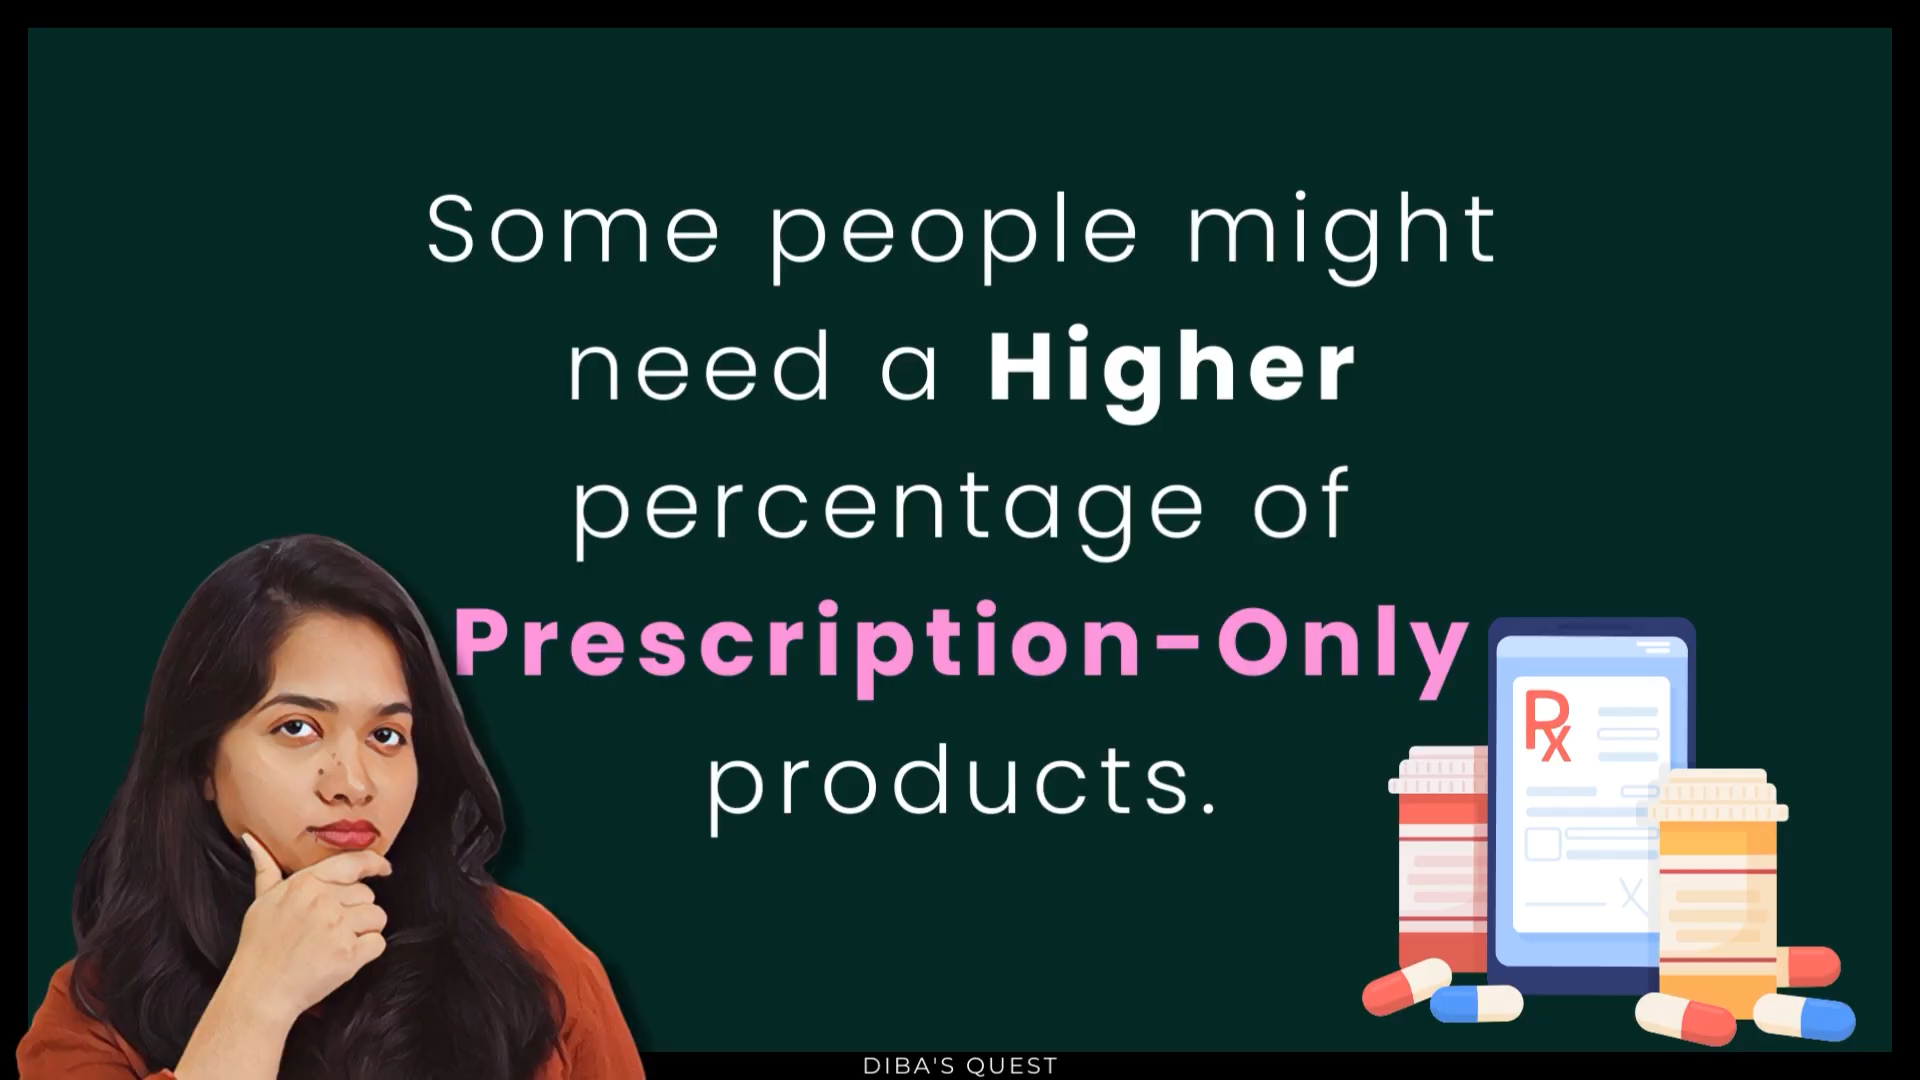 Some people might
need a Higher
percentage of
Prescription-Only
products.
Rx
DIBA'S QUEST